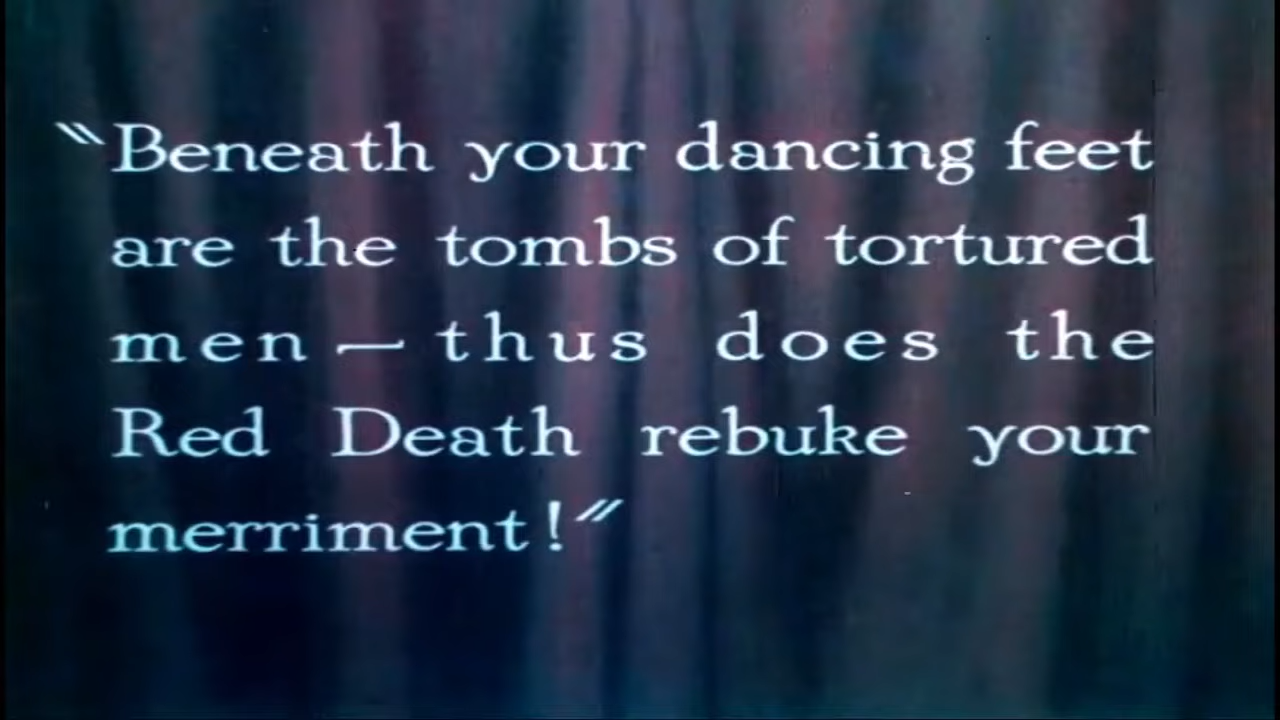 "Beneath your dancing feet
are the tombs of tortured
men — thus does the
Red Death rebuke your
merriment!"